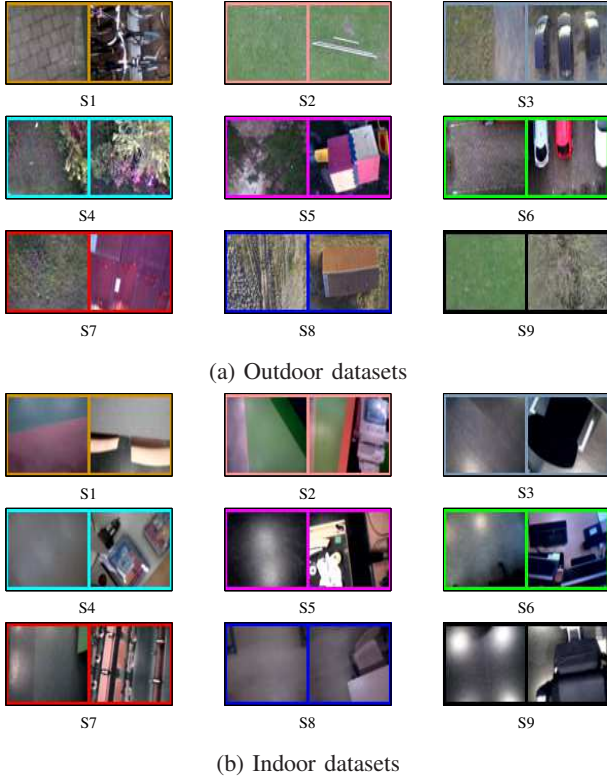 S1 S2 S3
S4 S5 S6
S7 S8 S9
(a) Outdoor datasets
S1 S2 S3
S4 S5 S6
S7 S8 S9
(b) Indoor datasets